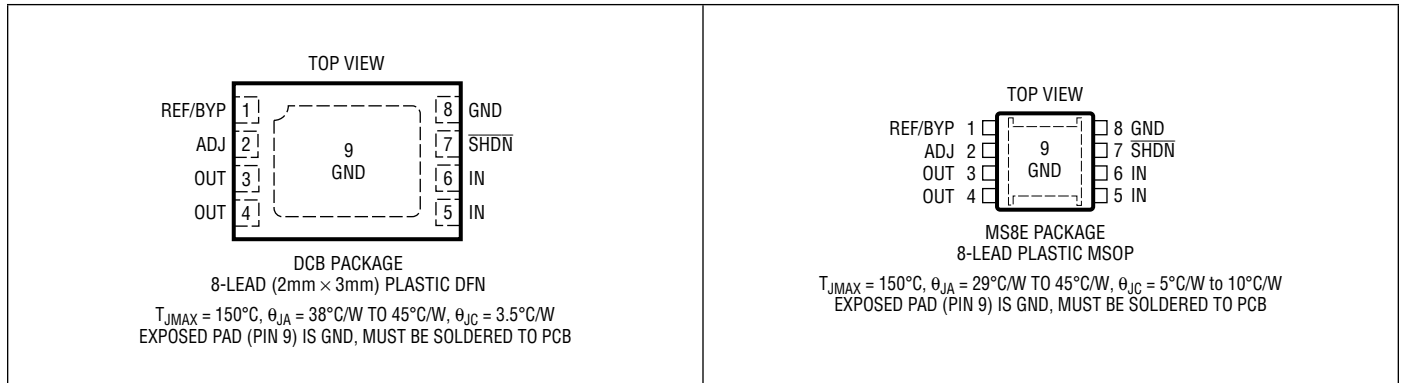 TOP VIEW
REF/BYP 1
ADJ 2
OUT 3
OUT 4
9
GND
8 GND
7 SHDN
6 IN
5 IN
DCB PACKAGE
8-LEAD (2mm × 3mm) PLASTIC DFN
TJMAX = 150°C, θJA = 38°C/W TO 45°C/W, θJC = 3.5°C/W
EXPOSED PAD (PIN 9) IS GND, MUST BE SOLDERED TO PCB
TOP VIEW
REF/BYP 1
ADJ 2
OUT 3
OUT 4
9
GND
8 GND
7 SHDN
6 IN
5 IN
MS8E PACKAGE
8-LEAD PLASTIC MSOP
TJMAX = 150°C, θJA = 29°C/W TO 45°C/W, θJC = 5°C/W to 10°C/W
EXPOSED PAD (PIN 9) IS GND, MUST BE SOLDERED TO PCB